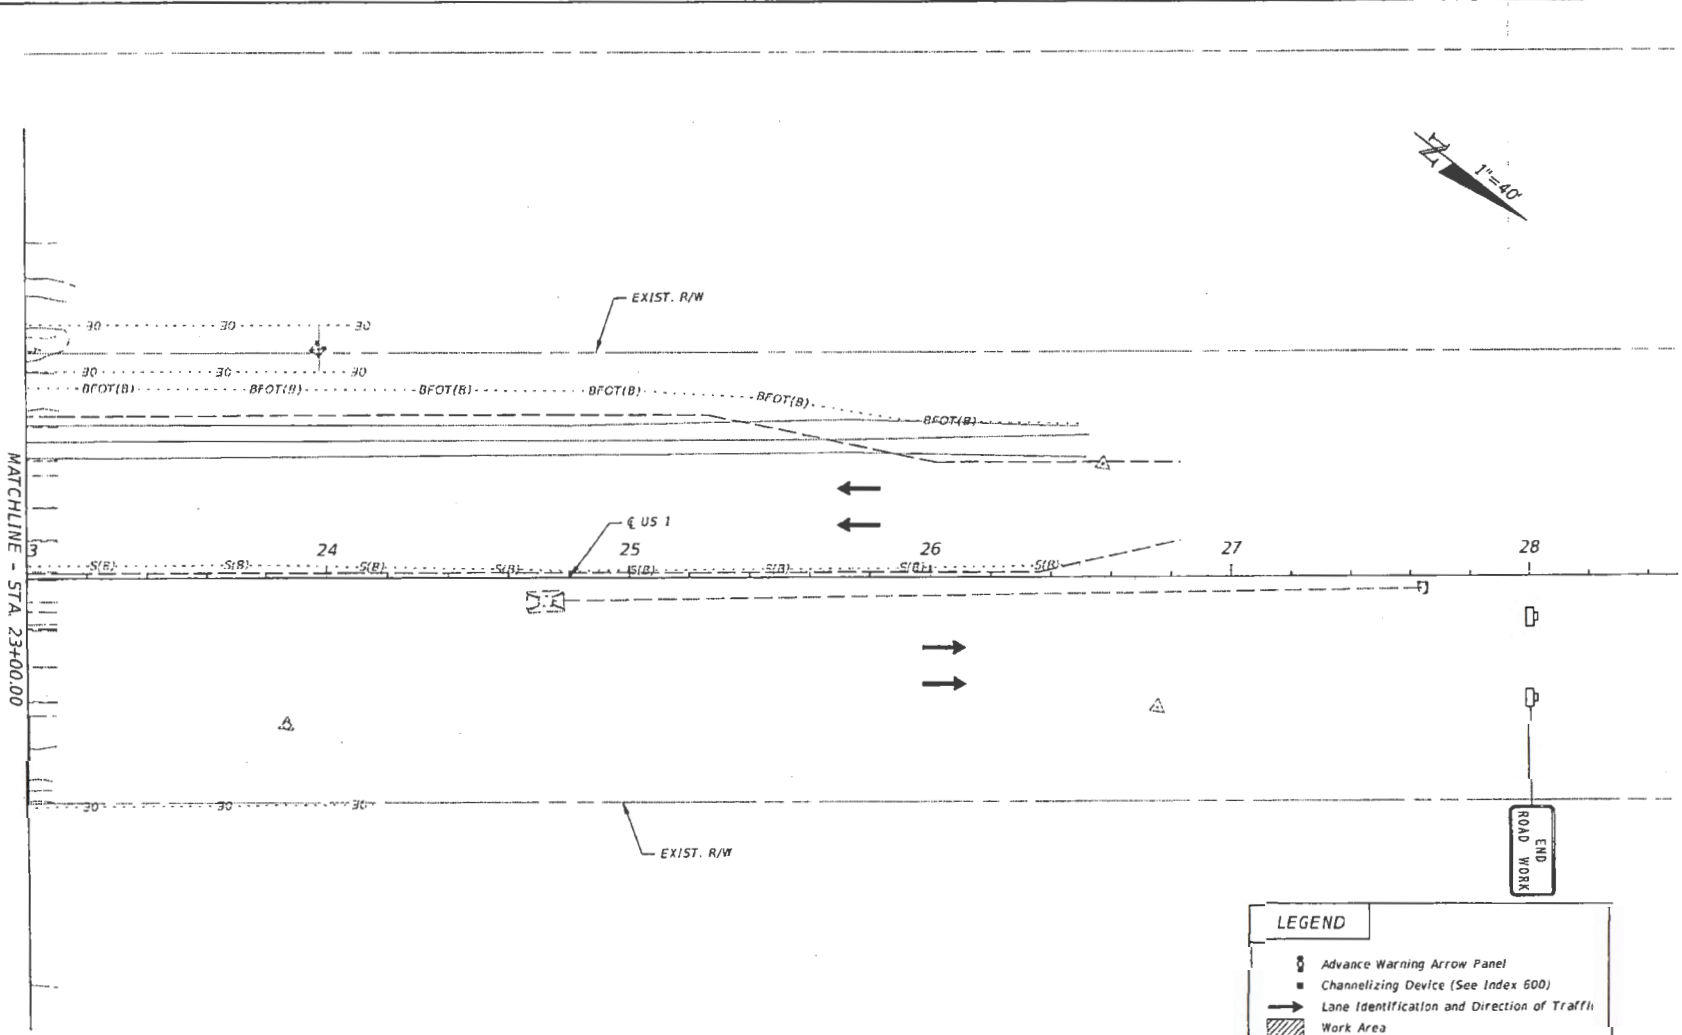 N
1"=40'
EXIST. R/W
30 30 30
30 30 30
BFOT(B) BFOT(B) BFOT(B) BFOT(B) BFOT(B) BFOT(B)
MATCHLINE - STA. 23+00.00
℄ US 1
3 24 25 26 27 28
S(B) S(B) S(B) S(B) S(B) S(B) S(B) S(B)
30 30 30
EXIST. R/W
END
ROAD WORK
LEGEND
Advance Warning Arrow Panel
Channelizing Device (See Index 600)
Lane Identification and Direction of Traffi
Work Area